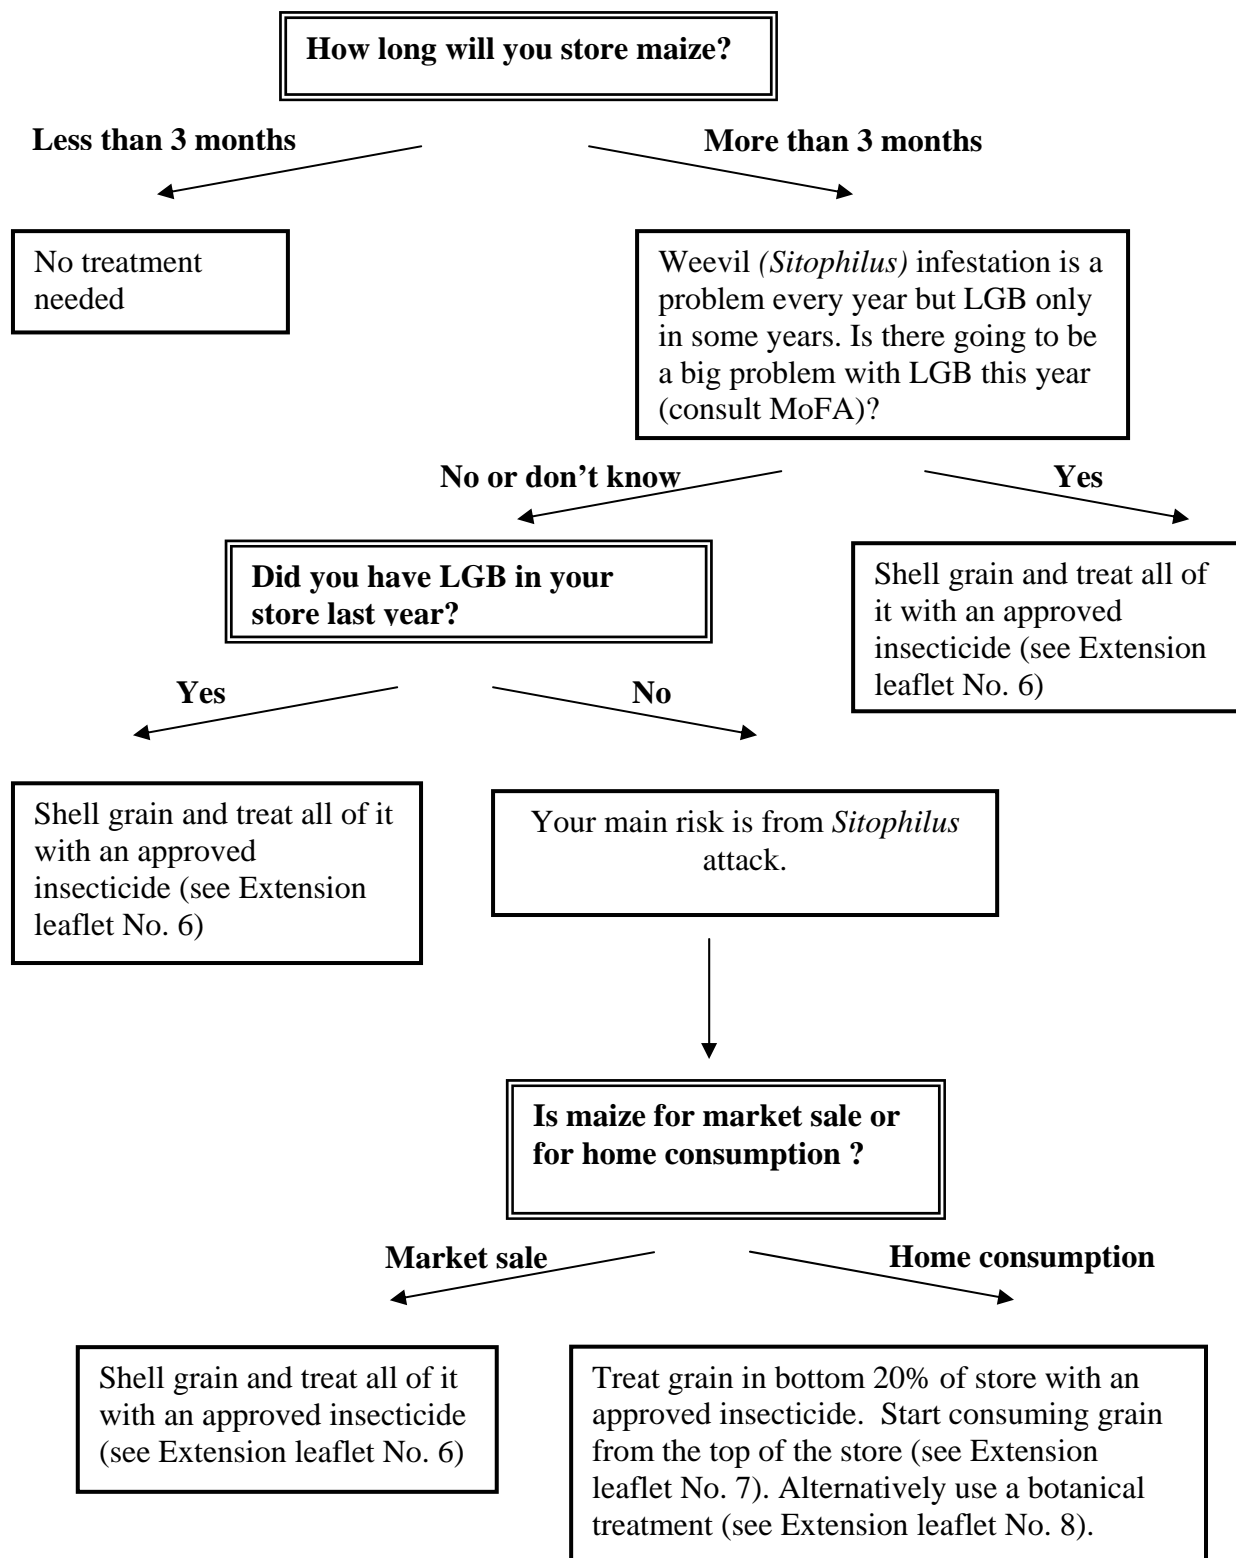 How long will you store maize?
Less than 3 months
More than 3 months
No treatment
needed
Weevil (Sitophilus) infestation is a
problem every year but LGB only
in some years. Is there going to be
a big problem with LGB this year
(consult MoFA)?
No or don’t know
Yes
Did you have LGB in your
store last year?
Shell grain and treat all of
it with an approved
insecticide (see Extension
leaflet No. 6)
Yes
No
Shell grain and treat all of it
with an approved
insecticide (see Extension
leaflet No. 6)
Your main risk is from Sitophilus
attack.
Is maize for market sale or
for home consumption ?
Market sale
Home consumption
Shell grain and treat all of it
with an approved insecticide
(see Extension leaflet No. 6)
Treat grain in bottom 20% of store with an
approved insecticide.  Start consuming grain
from the top of the store (see Extension
leaflet No. 7). Alternatively use a botanical
treatment (see Extension leaflet No. 8).